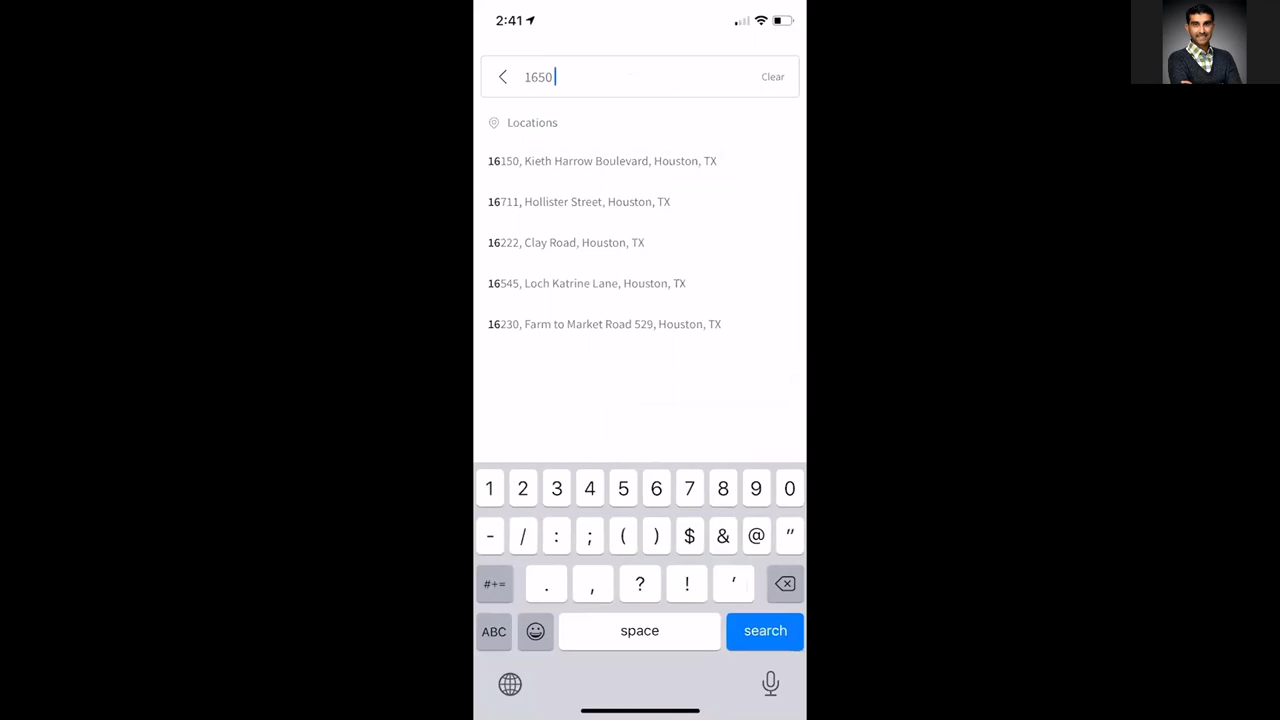 2:41
1650
Clear
Locations
16150, Kieth Harrow Boulevard, Houston, TX
16711, Hollister Street, Houston, TX
16222, Clay Road, Houston, TX
16545, Loch Katrine Lane, Houston, TX
16230, Farm to Market Road 529, Houston, TX
1 2 3 4 5 6 7 8 9 0
- / : ; ( ) $ & @ "
#+= . , ? ! '
ABC space search